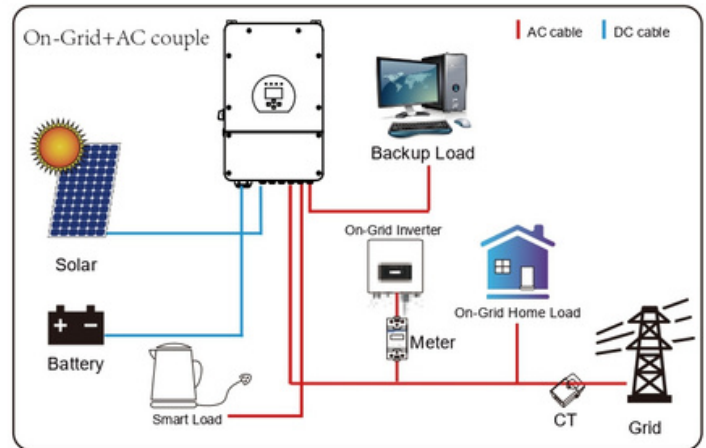 On-Grid+AC couple
AC cable
DC cable
Backup Load
On-Grid Inverter
Solar
On-Grid Home Load
Meter
Battery
Smart Load
CT
Grid